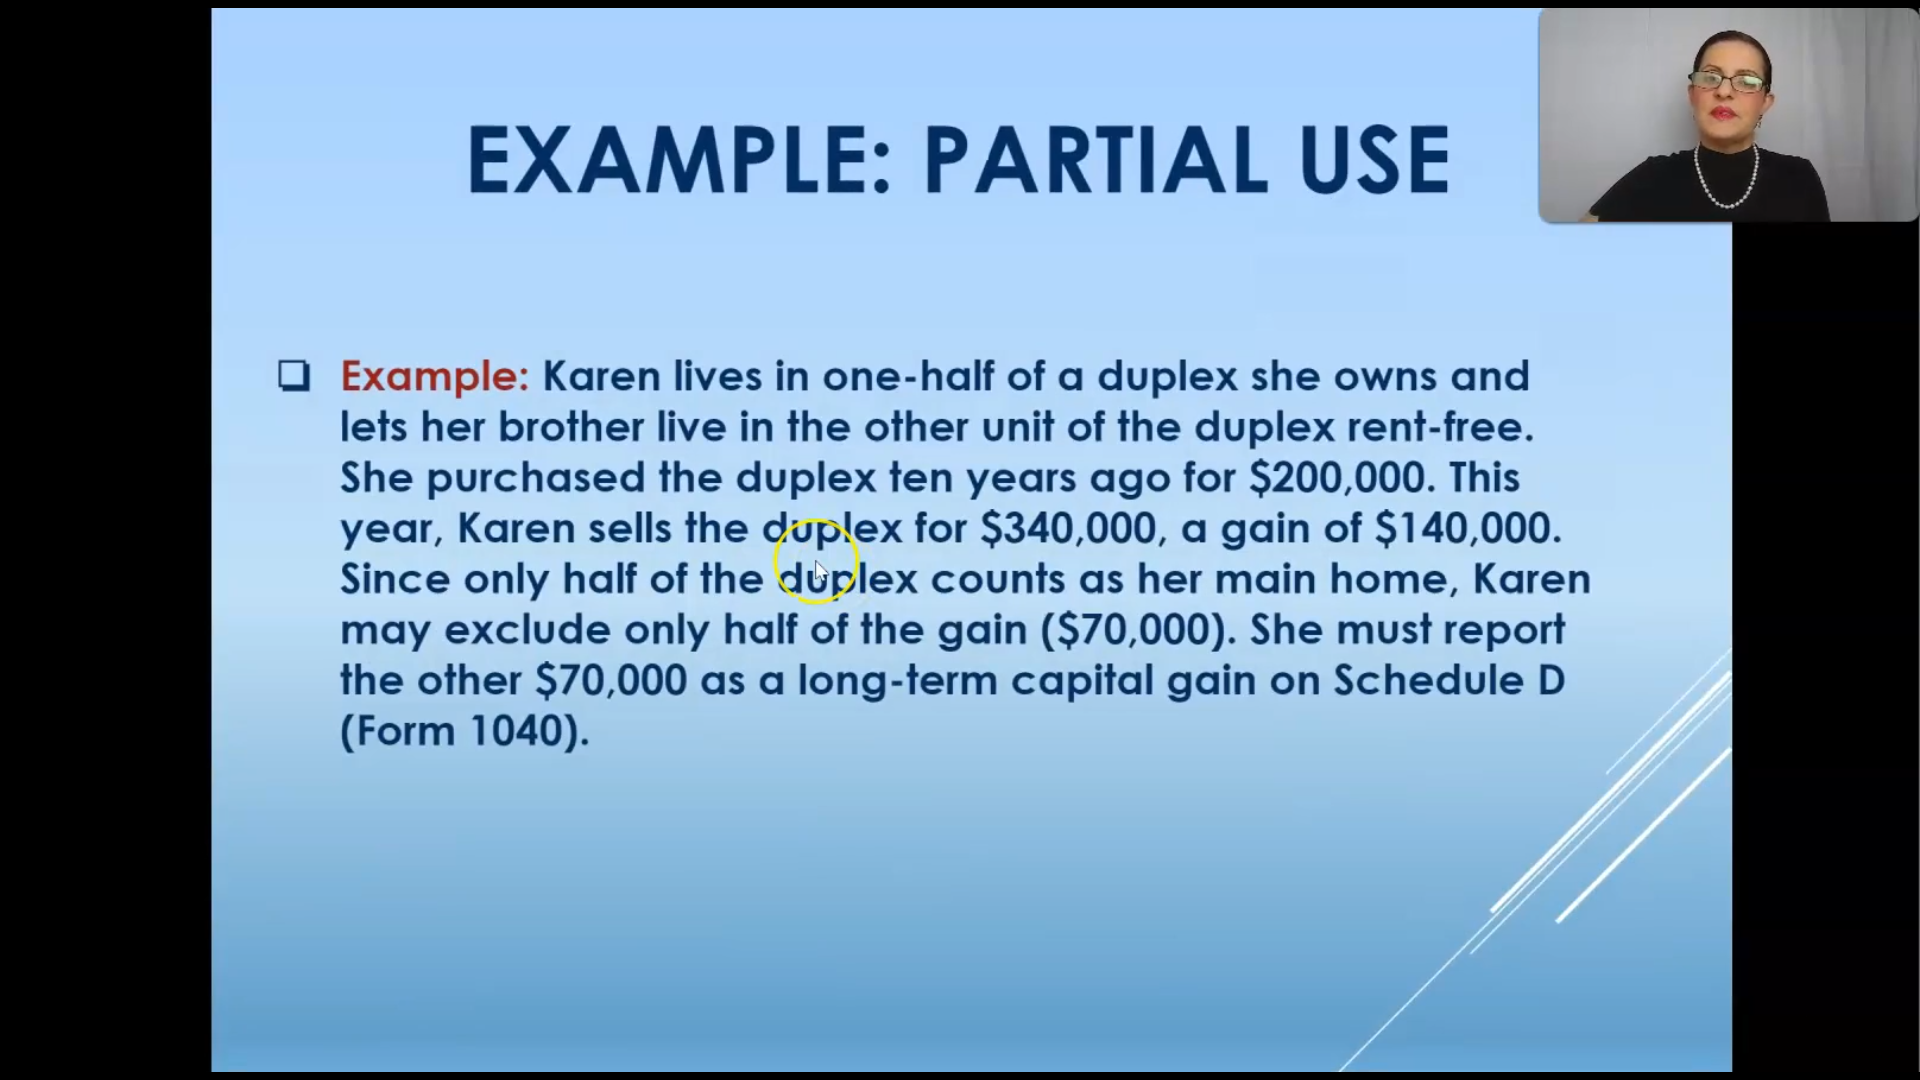 EXAMPLE: PARTIAL USE
Example: Karen lives in one-half of a duplex she owns and
lets her brother live in the other unit of the duplex rent-free.
She purchased the duplex ten years ago for $200,000. This
year, Karen sells the duplex for $340,000, a gain of $140,000.
Since only half of the duplex counts as her main home, Karen
may exclude only half of the gain ($70,000). She must report
the other $70,000 as a long-term capital gain on Schedule D
(Form 1040).